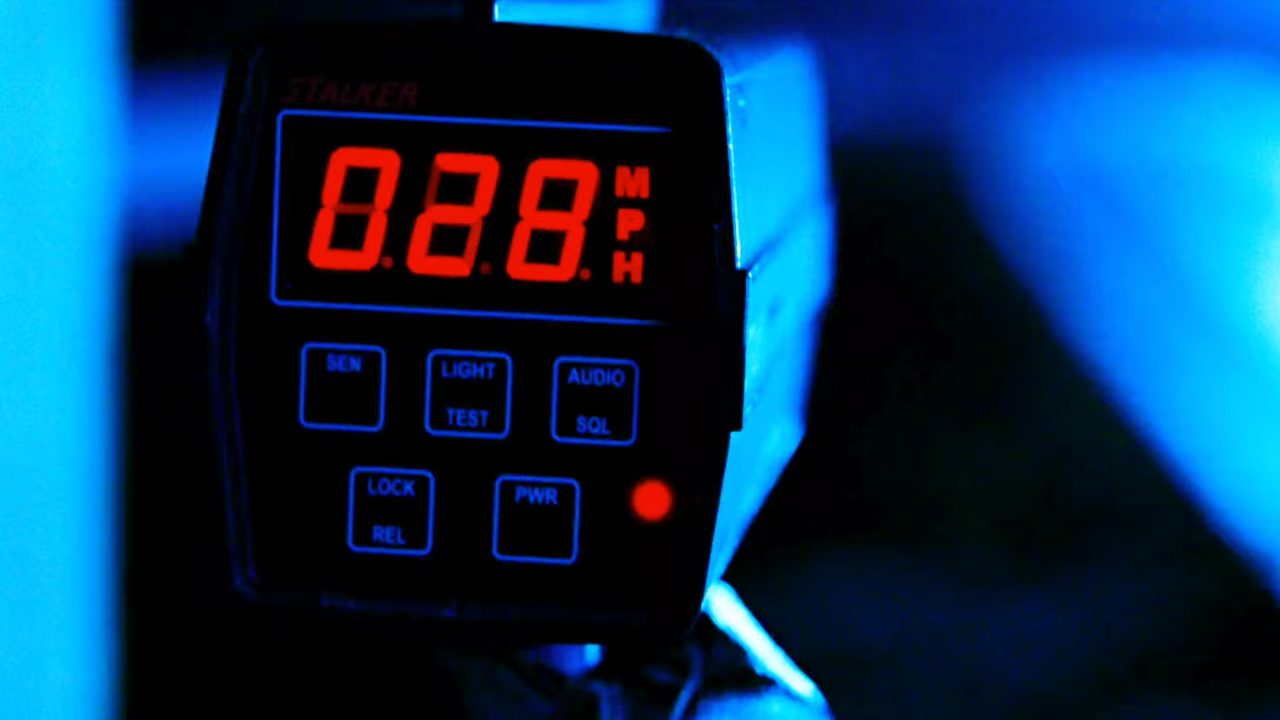 STALKER
028 MPH
SEN LIGHT AUDIO
TEST SQL
LOCK PWR
REL